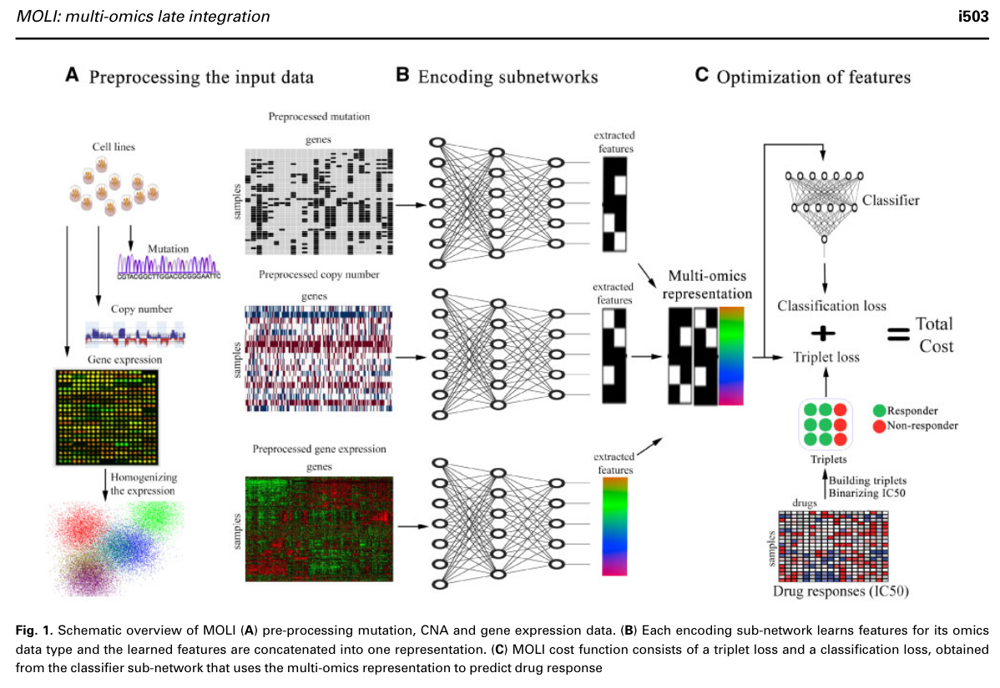 MOLI: multi-omics late integration
i503
A Preprocessing the input data
B Encoding subnetworks
C Optimization of features
Cell lines
Mutation
CGTACGGCTTGGACGCGGGAATTC
Copy number
Gene expression
Homogenizing
the expression
Preprocessed mutation
genes
samples
Preprocessed copy number
genes
samples
Preprocessed gene expression
genes
samples
extracted
features
extracted
features
extracted
features
Multi-omics
representation
Classifier
Classification loss
+
Triplet loss
= Total
Cost
Responder
Non-responder
Triplets
Building triplets
Binarizing IC50
drugs
samples
Drug responses (IC50)
Fig. 1. Schematic overview of MOLI (A) pre-processing mutation, CNA and gene expression data. (B) Each encoding sub-network learns features for its omics
data type and the learned features are concatenated into one representation. (C) MOLI cost function consists of a triplet loss and a classification loss, obtained
from the classifier sub-network that uses the multi-omics representation to predict drug response